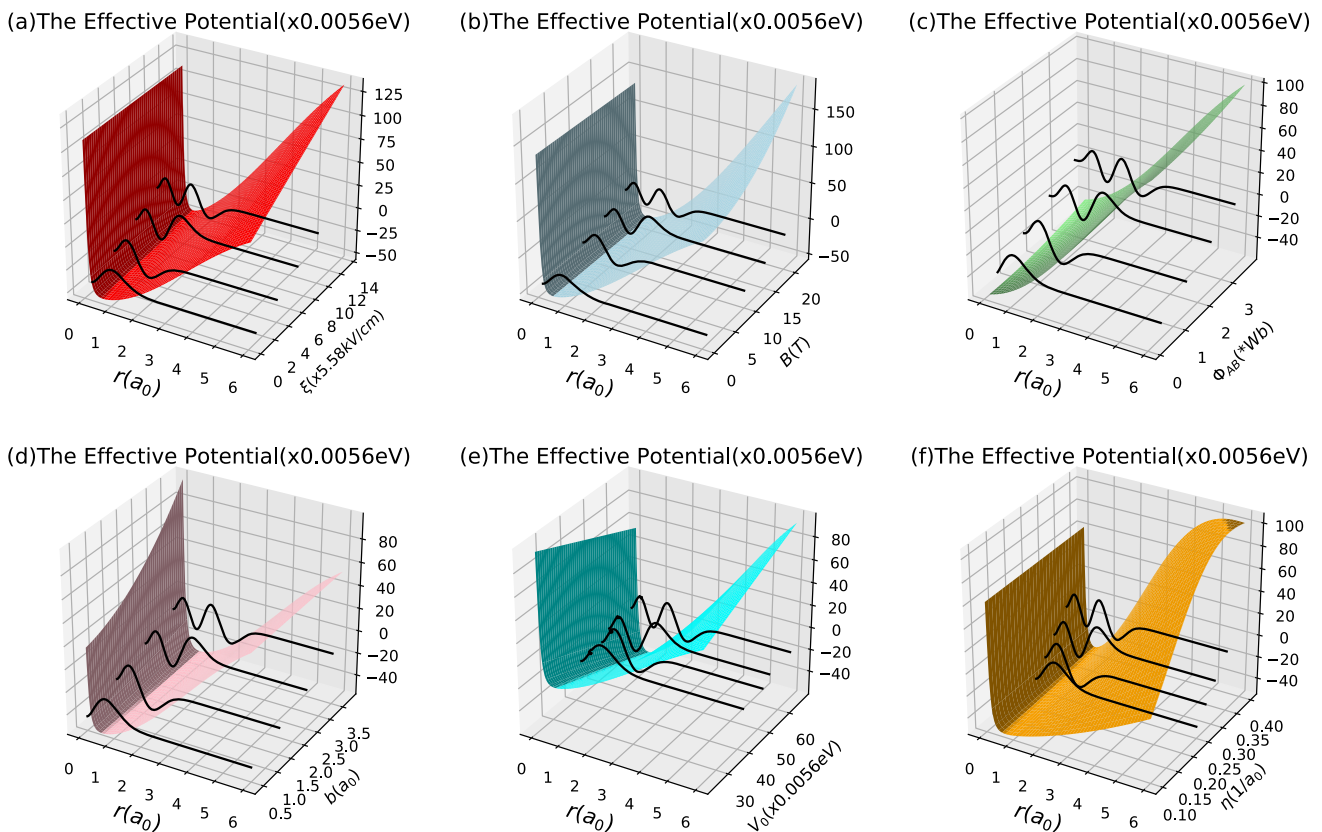 (a)The Effective Potential(x0.0056eV)
125
100
75
50
25
0
−25
−50
0 1 2 3 4 5 6
r(a0)
0 2 4 6 8 10 12 14
ξ(x5.58kV/cm)
(b)The Effective Potential(x0.0056eV)
150
100
50
0
−50
0 1 2 3 4 5 6
r(a0)
0 5 10 15 20
B(T)
(c)The Effective Potential(x0.0056eV)
100
80
60
40
20
0
−20
−40
0 1 2 3 4 5 6
r(a0)
0 1 2 3
ΦAB(*Wb)
(d)The Effective Potential(x0.0056eV)
80
60
40
20
0
−20
−40
0 1 2 3 4 5 6
r(a0)
0.5 1.0 1.5 2.0 2.5 3.0 3.5
b(a0)
(e)The Effective Potential(x0.0056eV)
80
60
40
20
0
−20
−40
0 1 2 3 4 5 6
r(a0)
30 40 50 60
V0(x0.0056eV)
(f)The Effective Potential(x0.0056eV)
100
80
60
40
20
0
−20
−40
0 1 2 3 4 5 6
r(a0)
0.10 0.15 0.20 0.25 0.30 0.35 0.40
η(1/a0)